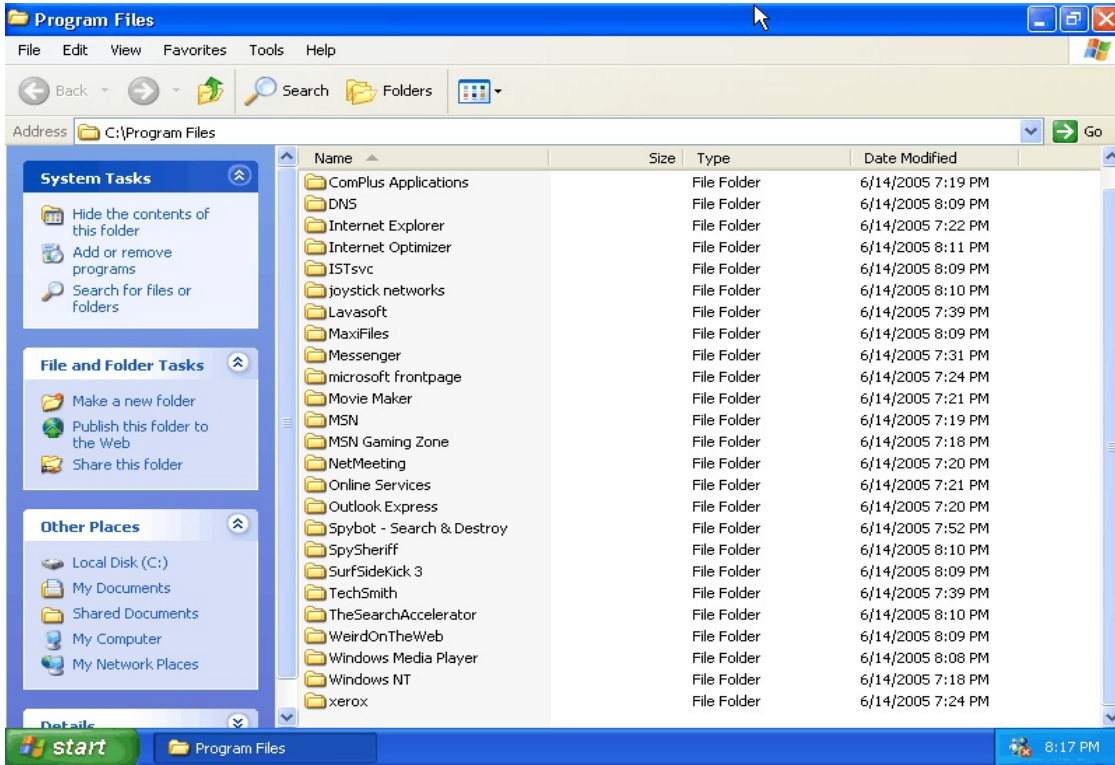 Program Files
File Edit View Favorites Tools Help
Back Search Folders
Address C:\Program Files Go
System Tasks
Hide the contents of
this folder
Add or remove
programs
Search for files or
folders
File and Folder Tasks
Make a new folder
Publish this folder to
the Web
Share this folder
Other Places
Local Disk (C:)
My Documents
Shared Documents
My Computer
My Network Places
Details
Name Size Type Date Modified
ComPlus Applications File Folder 6/14/2005 7:19 PM
DNS File Folder 6/14/2005 8:09 PM
Internet Explorer File Folder 6/14/2005 7:22 PM
Internet Optimizer File Folder 6/14/2005 8:11 PM
ISTsvc File Folder 6/14/2005 8:09 PM
joystick networks File Folder 6/14/2005 8:10 PM
Lavasoft File Folder 6/14/2005 7:39 PM
MaxiFiles File Folder 6/14/2005 8:09 PM
Messenger File Folder 6/14/2005 7:31 PM
microsoft frontpage File Folder 6/14/2005 7:24 PM
Movie Maker File Folder 6/14/2005 7:21 PM
MSN File Folder 6/14/2005 7:19 PM
MSN Gaming Zone File Folder 6/14/2005 7:18 PM
NetMeeting File Folder 6/14/2005 7:20 PM
Online Services File Folder 6/14/2005 7:21 PM
Outlook Express File Folder 6/14/2005 7:20 PM
Spybot - Search & Destroy File Folder 6/14/2005 7:52 PM
SpySheriff File Folder 6/14/2005 8:10 PM
SurfSideKick 3 File Folder 6/14/2005 8:09 PM
TechSmith File Folder 6/14/2005 7:39 PM
TheSearchAccelerator File Folder 6/14/2005 8:10 PM
WeirdOnTheWeb File Folder 6/14/2005 8:09 PM
Windows Media Player File Folder 6/14/2005 8:08 PM
Windows NT File Folder 6/14/2005 7:18 PM
xerox File Folder 6/14/2005 7:24 PM
start Program Files 8:17 PM